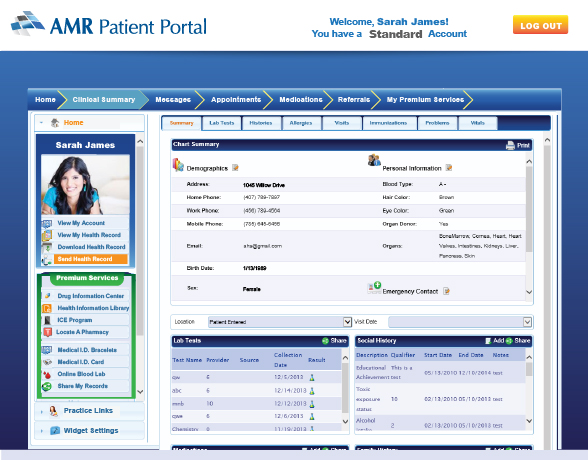 AMR Patient Portal
Welcome, Sarah James!
You have a Standard Account
LOG OUT
Home
Clinical Summary
Messages
Appointments
Medications
Referrals
My Premium Services
Home
Sarah James
View My Account
View My Health Record
Download Health Record
Send Health Record
Premium Services
Drug Information Center
Health Information Library
ICE Program
Locate A Pharmacy
Medical I.D. Bracelets
Medical I.D. Card
Online Blood Lab
Share My Records
Practice Links
Widget Settings
Summary
Lab Tests
Histories
Allergies
Visits
Immunizations
Problems
Vitals
Chart Summary
Print
Demographics
Address: 1045 Willow Drive
Home Phone: (407) 789-7897
Work Phone: (456) 789-4564
Mobile Phone: (735) 645-5456
Email: ahs@gmail.com
Birth Date: 1/13/1989
Sex: Female
Personal Information
Blood Type: A -
Hair Color: Brown
Eye Color: Green
Organ Donor: Yes
Organs: BoneMarrow, Cornea, Heart, Heart
Valves, Intestines, Kidneys, Liver,
Pancreas, Skin
Emergency Contact
Location Patient Entered
Visit Date
Lab Tests Share
Test Name Provider Source Collection Date Result
qw 6 12/5/2013
abc 6 12/14/2013
mnb 10 12/12/2013
qwe 6 12/6/2013
Chemistry 8 11/19/2013
Social History Add Share
Description Qualifier Start Date End Date Notes
Educational Achievement This is a test 05/13/2010 12/10/2014 test
Toxic exposure status 10 02/13/2010 05/10/2013 test
Alcohol 2 02/13/2010 05/10/2013 test
Medications Add Share
Family History Add Share